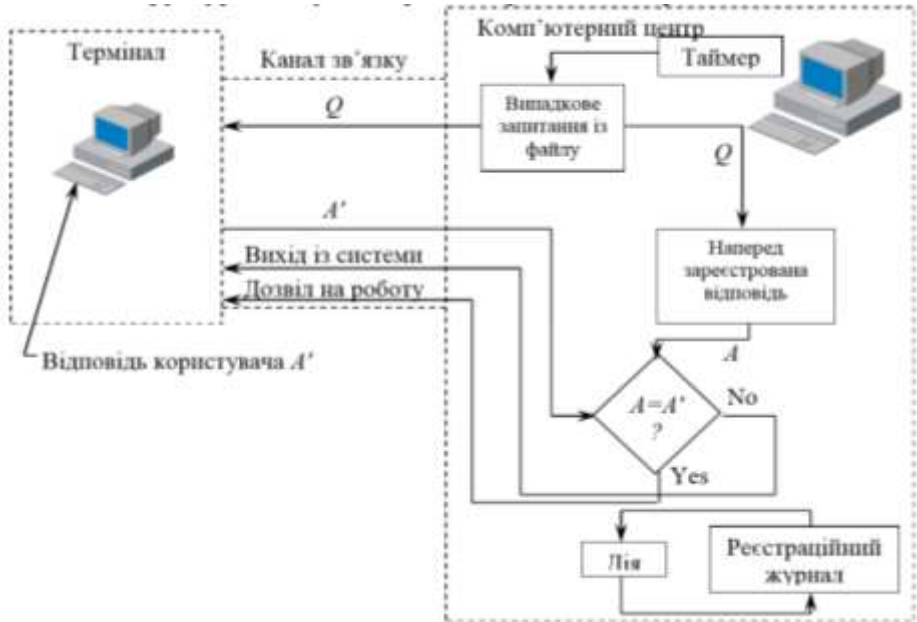 Термінал
Канал зв’язку
Комп’ютерний центр
Таймер
Випадкове
запитання із
файлу
Q
Q
A'
Вихід із системи
Дозвіл на роботу
Наперед
зареєстрована
відповідь
Відповідь користувача A'
A
A=A'
?
No
Yes
Лія
Реєстраційний
журнал